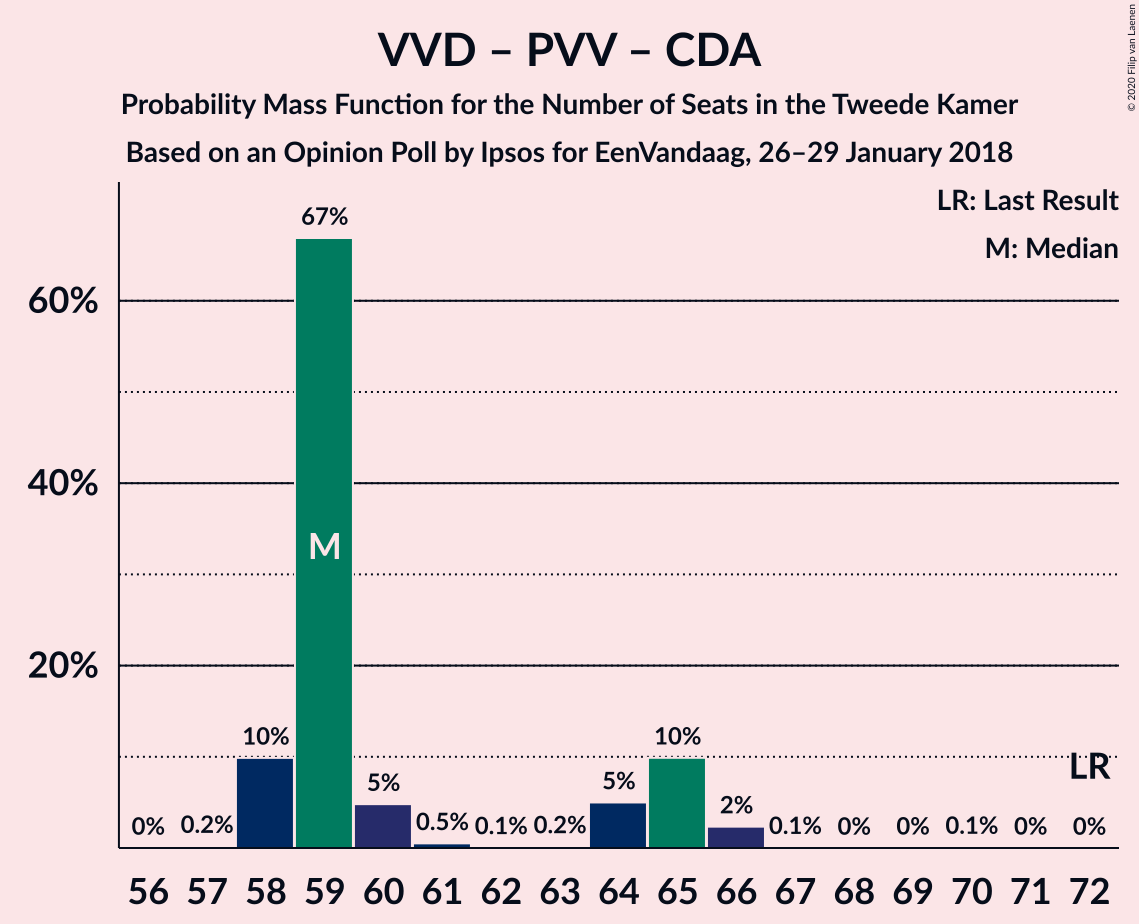 VVD – PVV – CDA
Probability Mass Function for the Number of Seats in the Tweede Kamer
Based on an Opinion Poll by Ipsos for EenVandaag, 26–29 January 2018
© 2020 Filip van Laenen
LR: Last Result
M: Median
67%
60%
40%
M
20%
10%
10%
LR
5%
5%
2%
0%
0.2%
0.5%
0.1%
0.2%
0.1%
0%
0%
0.1%
0%
0%
56 57 58 59 60 61 62 63 64 65 66 67 68 69 70 71 72